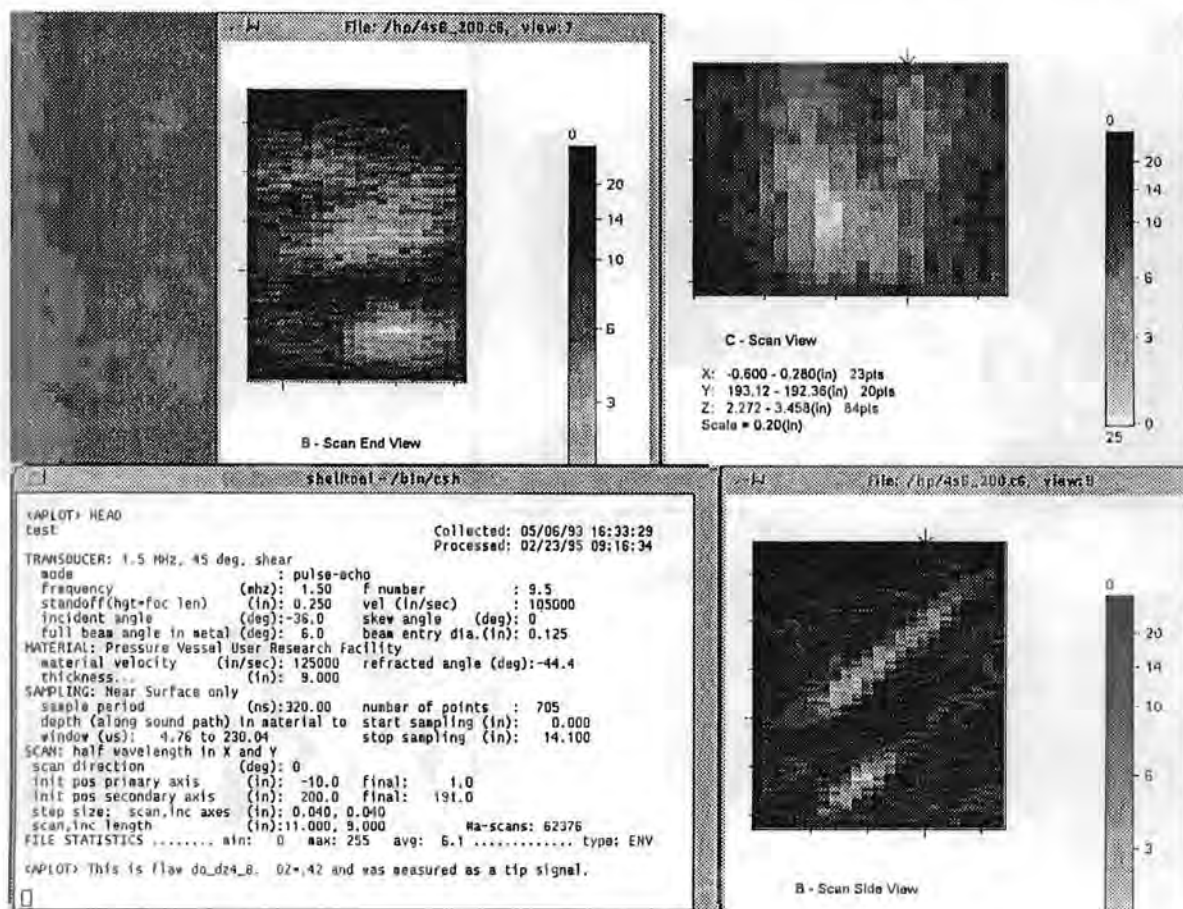 File: /hp/4s8_200.c6, view:7
0
20
14
10
6
3
B - Scan End View
0
20
14
10
6
3
0
25
C - Scan View
X: -0.600 - 0.280(in) 23pts
Y: 193.12 - 192.36(in) 20pts
Z: 2.272 - 3.458(in) 84pts
Scale = 0.20(in)
shelltool - /bin/csh
<APLOT> HEAD
test Collected: 05/06/93 16:33:29
Processed: 02/23/95 09:16:34
TRANSDUCER: 1.5 MHz, 45 deg, shear
mode : pulse-echo
frequency (mhz): 1.50 f number : 9.5
standoff(hgt+foc len) (in): 0.250 vel (in/sec) : 105000
incident angle (deg):-36.0 skew angle (deg): 0
full beam angle in metal (deg): 6.0 beam entry dia.(in): 0.125
MATERIAL: Pressure Vessel User Research Facility
material velocity (in/sec): 125000 refracted angle (deg):-44.4
thickness... (in): 9.000
SAMPLING: Near Surface only
sample period (ns):320.00 number of points : 705
depth (along sound path) in material to start sampling (in): 0.000
window (us): 4.76 to 230.04 stop sampling (in): 14.100
SCAN: half wavelength in X and Y
scan direction (deg): 0
init pos primary axis (in): -10.0 final: 1.0
init pos secondary axis (in): 200.0 final: 191.0
step size: scan,inc axes (in): 0.040, 0.040
scan,inc length (in):11.000, 9.000 #a-scans: 62376
FILE STATISTICS ........ min: 0 max: 255 avg: 6.1 ............. type: ENV
<APLOT> This is flaw do_dz4_8. and was measured as a tip signal.
File: /hp/4s8_200.c6, view:8
0
20
14
10
6
3
B - Scan Side View